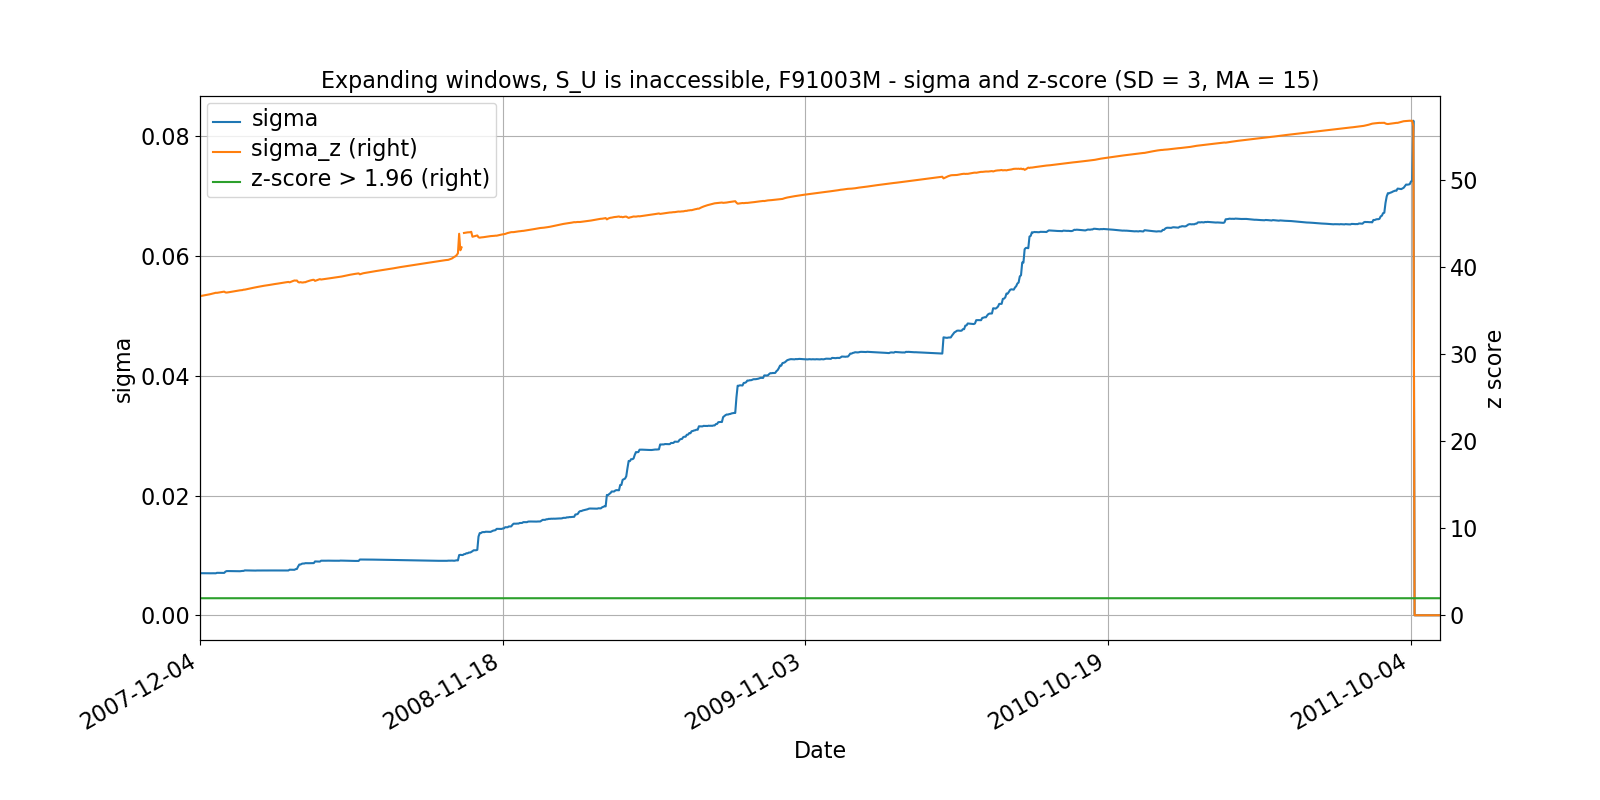 Expanding windows, S_U is inaccessible, F91003M - sigma and z-score (SD = 3, MA = 15)
sigma
sigma_z (right)
z-score > 1.96 (right)
0.08
0.06
0.04
0.02
0.00
sigma
50
40
30
20
10
0
z score
2007-12-04
2008-11-18
2009-11-03
2010-10-19
2011-10-04
Date